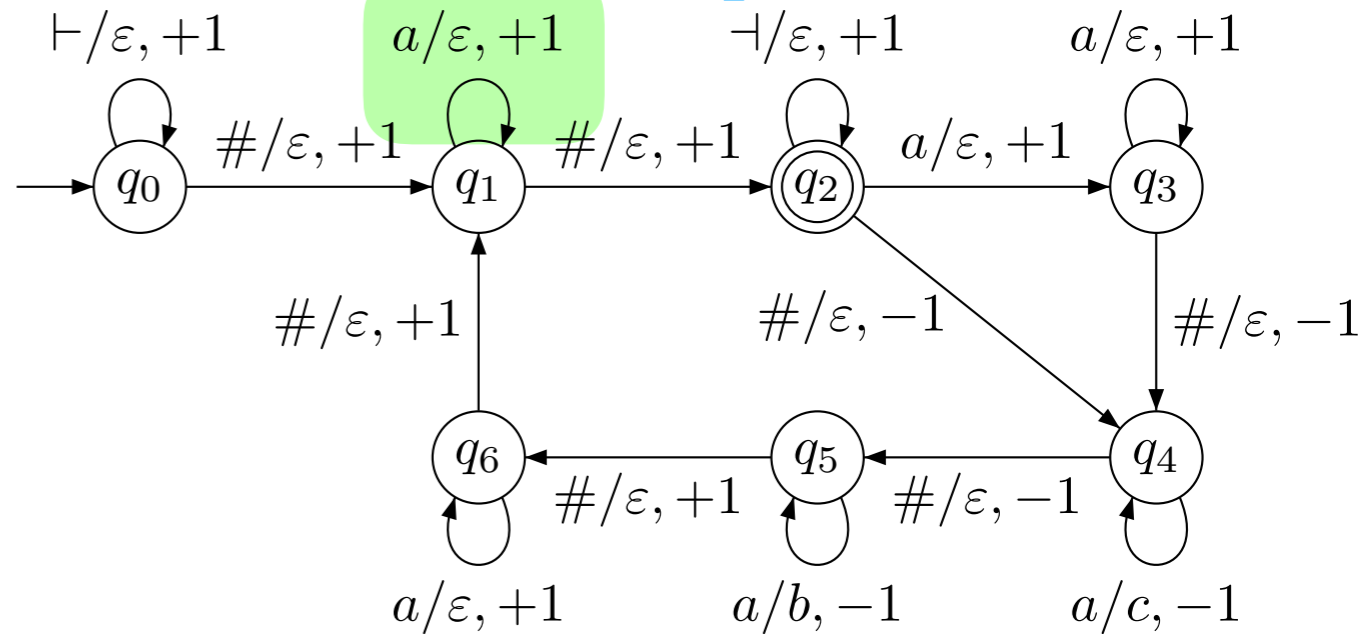 ⊢/ε, +1 a/ε, +1 ⊣/ε, +1 a/ε, +1
#/ε, +1 #/ε, +1 a/ε, +1
q₀ q₁ q₂ q₃
#/ε, +1 #/ε, −1 #/ε, −1
q₆ q₅ q₄
#/ε, +1 #/ε, −1
a/ε, +1 a/b, −1 a/c, −1